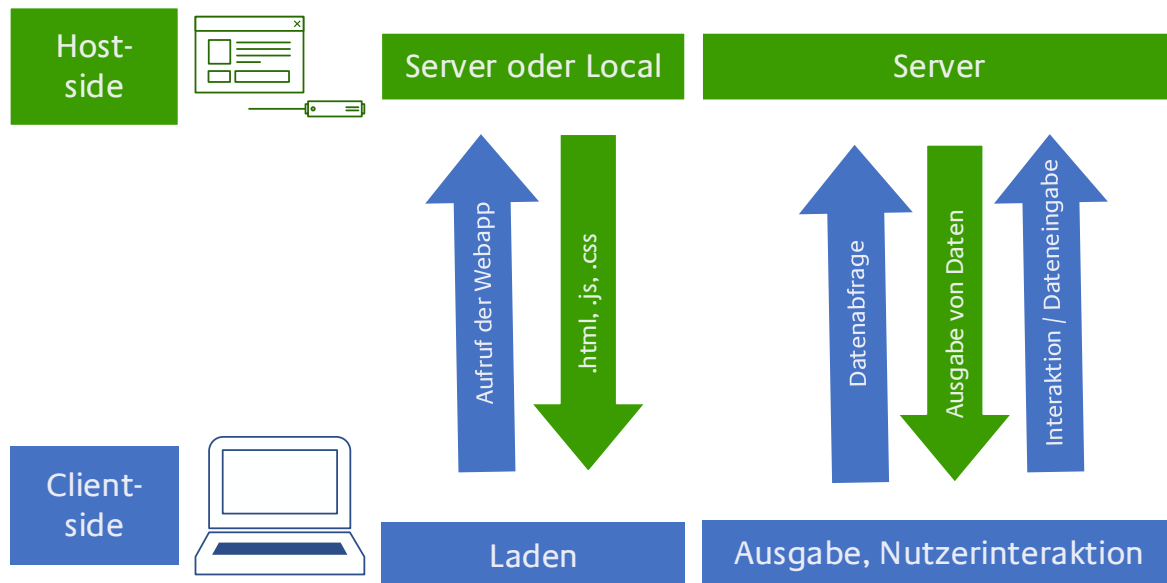 Host-
side
Server oder Local
Server
Aufruf der Webapp
.html, .js, .css
Datenabfrage
Ausgabe von Daten
Interaktion / Dateneingabe
Client-
side
Laden
Ausgabe, Nutzerinteraktion